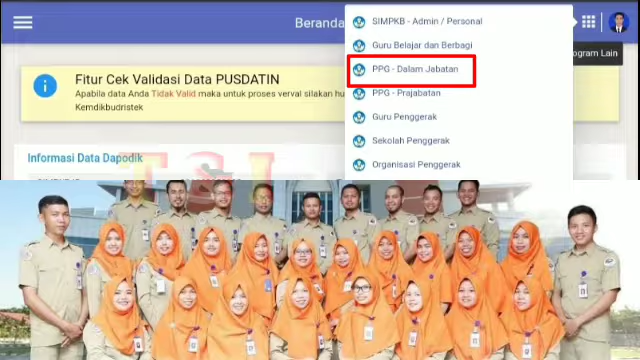 Beranda
SIMPKB - Admin / Personal
Guru Belajar dan Berbagi
PPG - Dalam Jabatan
PPG - Prajabatan
Guru Penggerak
Sekolah Penggerak
Organisasi Penggerak
ogram Lain
Fitur Cek Validasi Data PUSDATIN
Apabila data Anda Tidak Valid maka untuk proses verval silakan hu
Kemdikbudristek
Informasi Data Dapodik